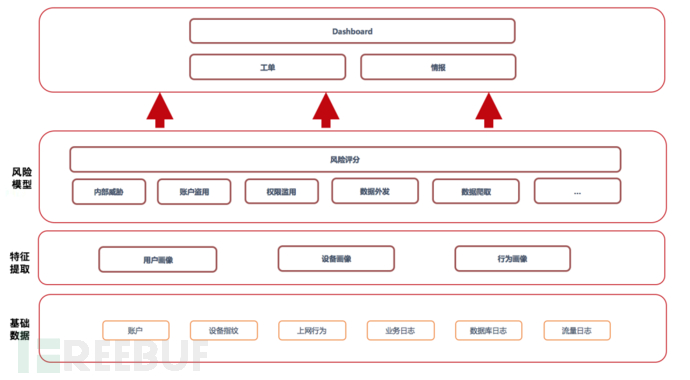 Dashboard
工单
情报
风险
模型
风险评分
内部威胁
账户盗用
权限滥用
数据外发
数据爬取
...
特征
提取
用户画像
设备画像
行为画像
基础
数据
账户
设备指纹
上网行为
业务日志
数据库日志
流量日志
FREEBUF